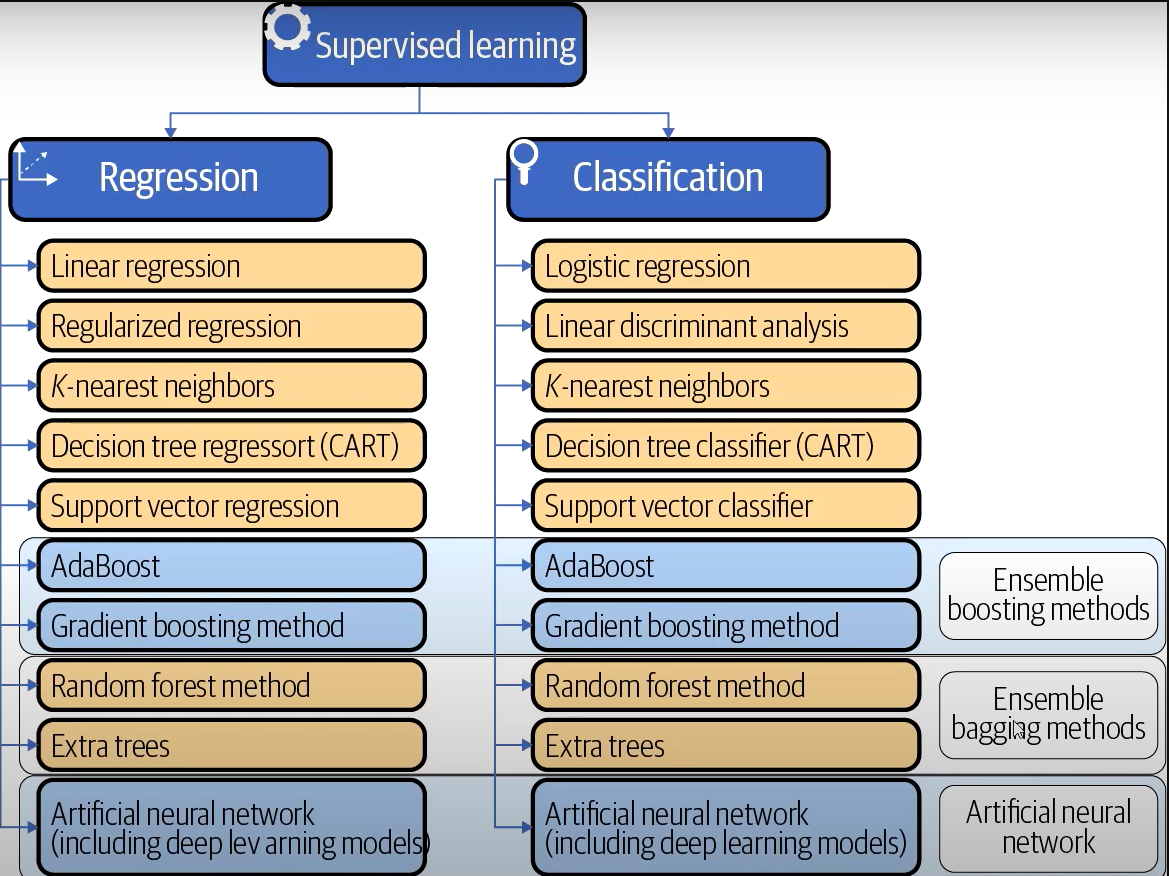 Supervised learning
Regression
Classification
Linear regression
Regularized regression
K-nearest neighbors
Decision tree regressort (CART)
Support vector regression
AdaBoost
Gradient boosting method
Random forest method
Extra trees
Artificial neural network
(including deep lev arning models)
Logistic regression
Linear discriminant analysis
K-nearest neighbors
Decision tree classifier (CART)
Support vector classifier
AdaBoost
Gradient boosting method
Random forest method
Extra trees
Artificial neural network
(including deep learning models)
Ensemble
boosting methods
Ensemble
bagging methods
Artificial neural
network